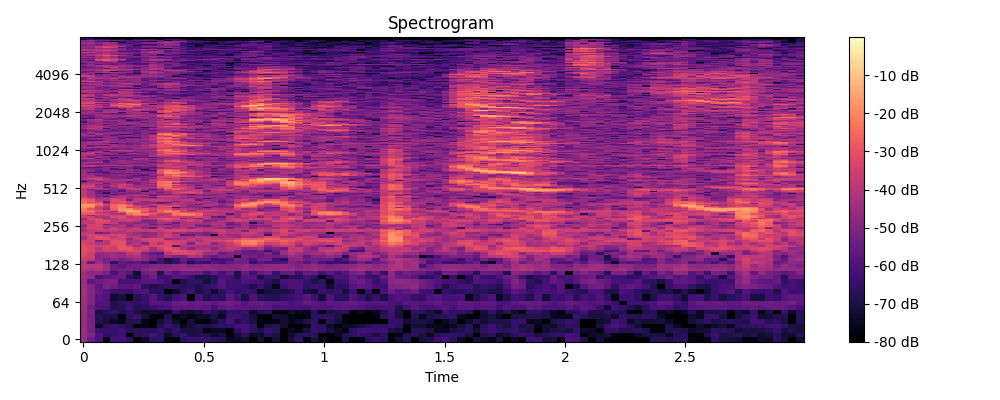 Spectrogram
Hz
4096
2048
1024
512
256
128
64
0
0
0.5
1
1.5
2
2.5
Time
-10 dB
-20 dB
-30 dB
-40 dB
-50 dB
-60 dB
-70 dB
-80 dB